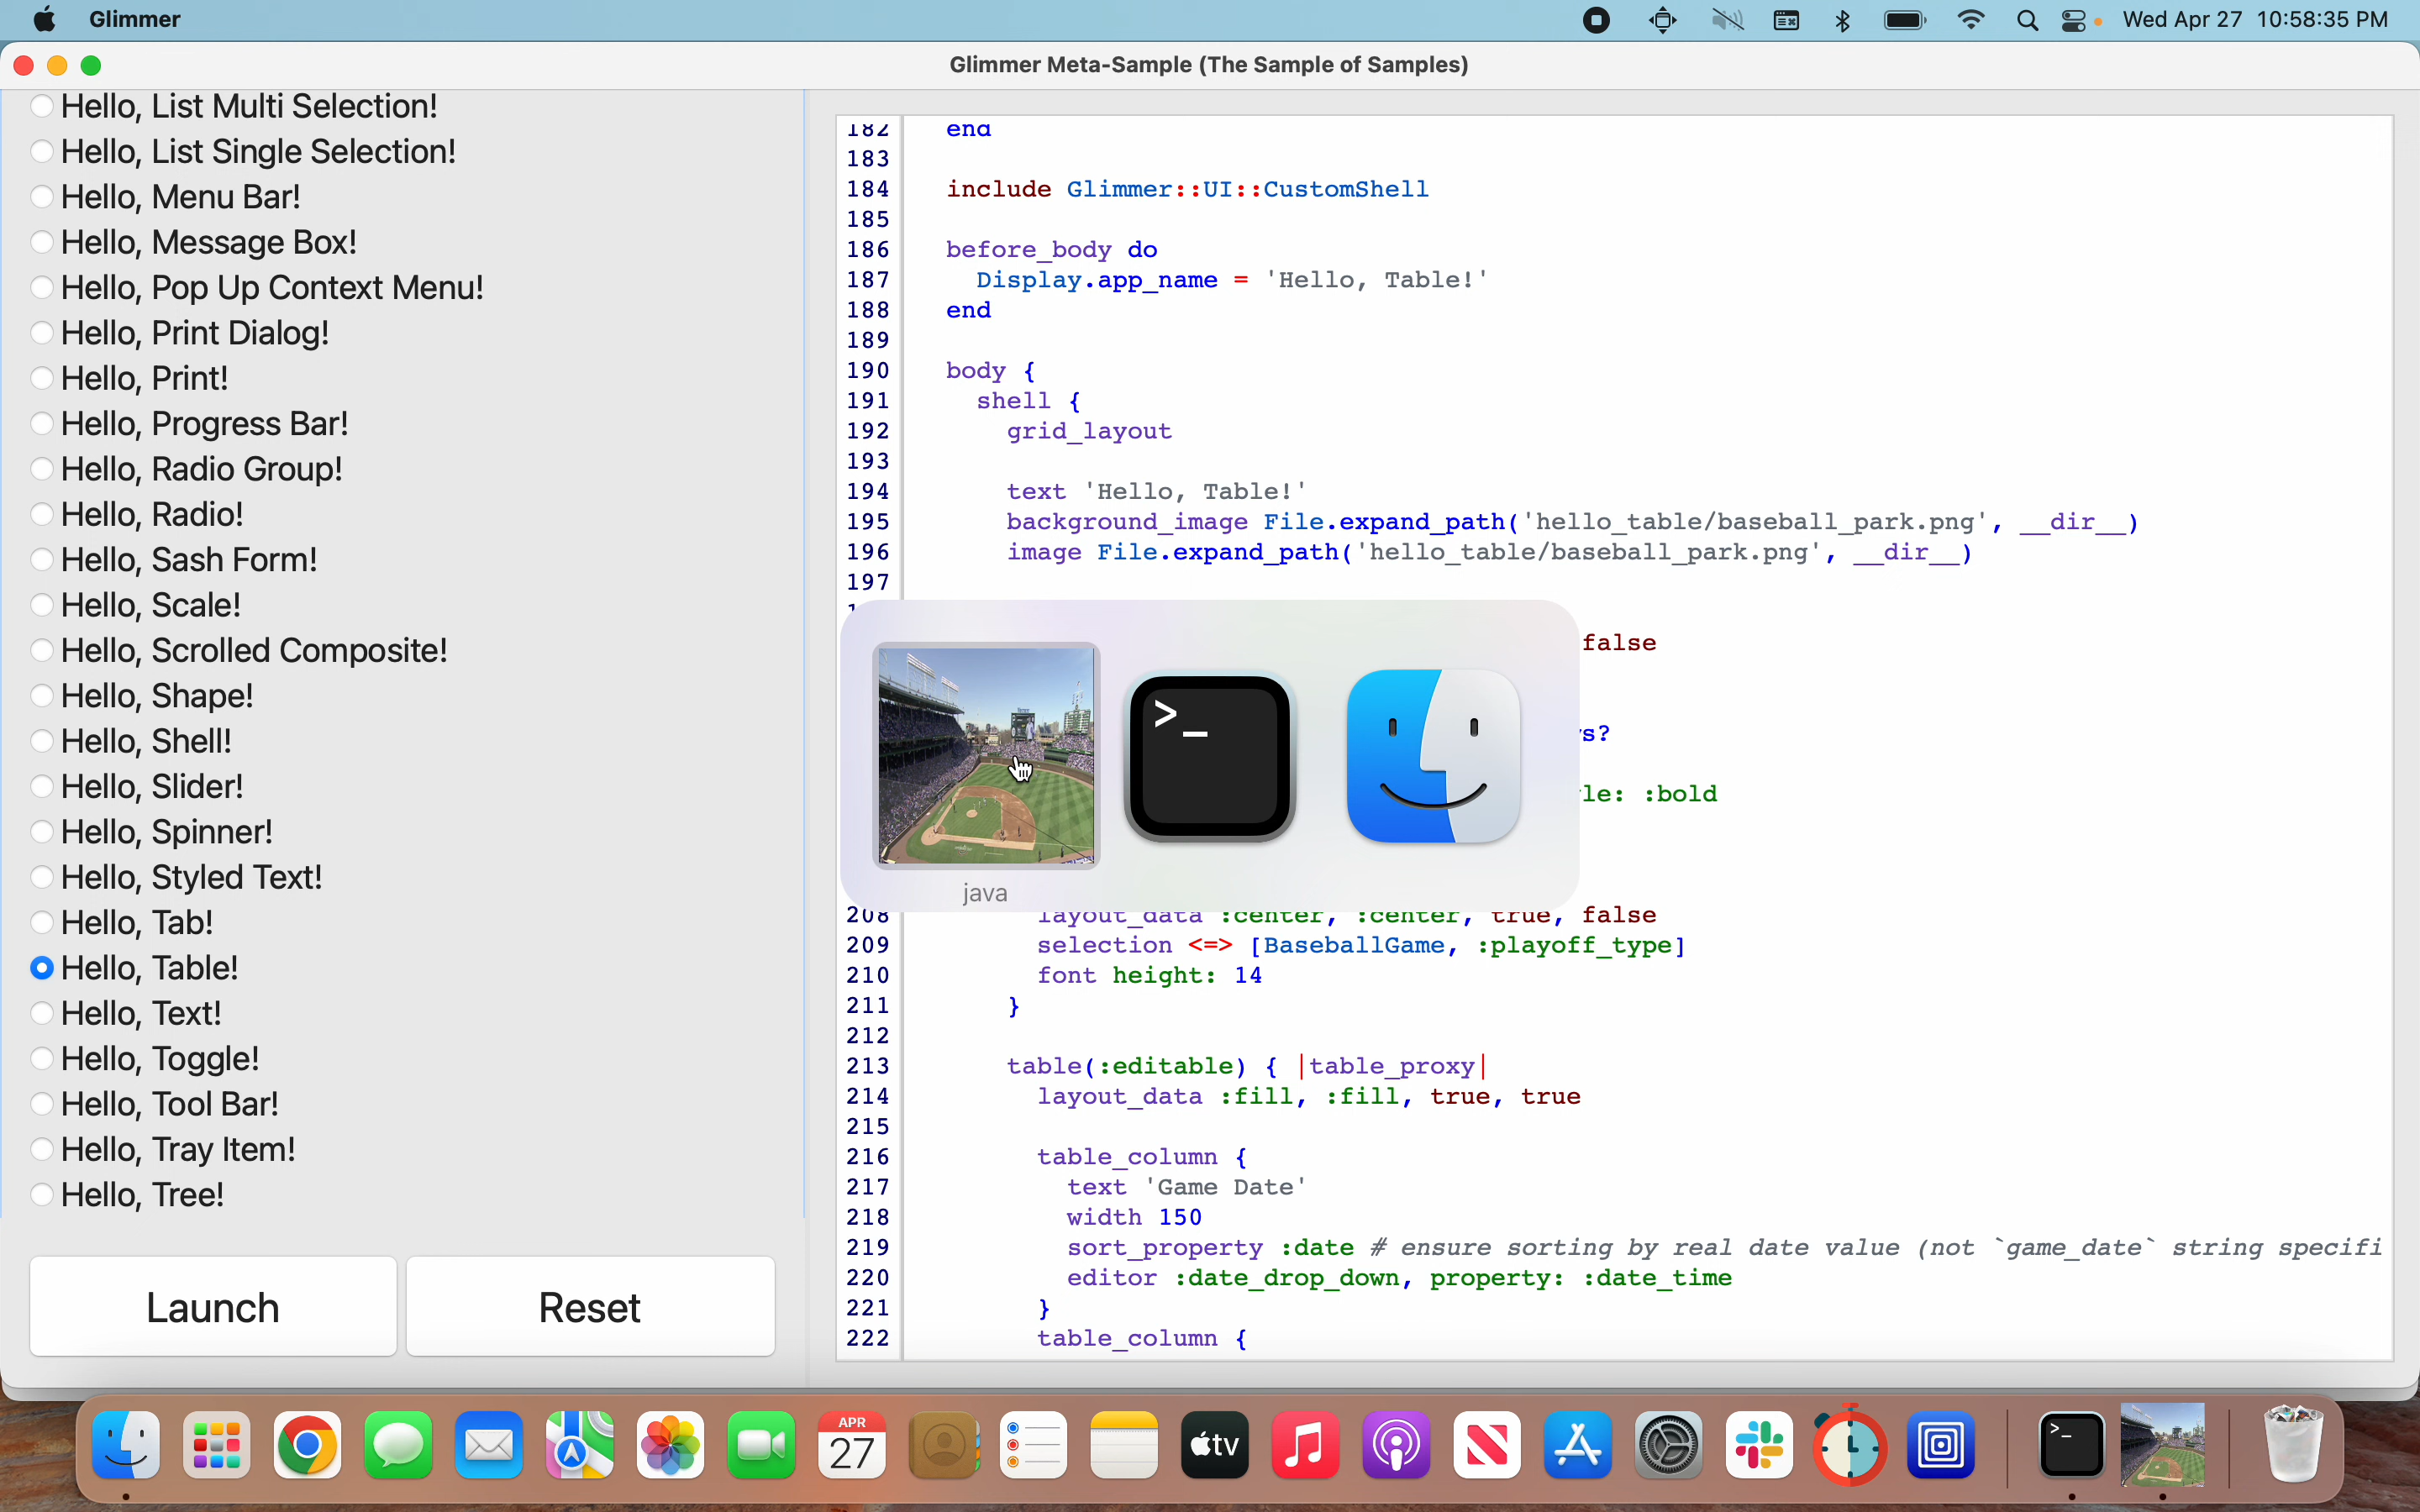 Glimmer
Wed Apr 27 10:58:35 PM
Glimmer Meta-Sample (The Sample of Samples)
Hello, List Multi Selection!
Hello, List Single Selection!
Hello, Menu Bar!
Hello, Message Box!
Hello, Pop Up Context Menu!
Hello, Print Dialog!
Hello, Print!
Hello, Progress Bar!
Hello, Radio Group!
Hello, Radio!
Hello, Sash Form!
Hello, Scale!
Hello, Scrolled Composite!
Hello, Shape!
Hello, Shell!
Hello, Slider!
Hello, Spinner!
Hello, Styled Text!
Hello, Tab!
Hello, Table!
Hello, Text!
Hello, Toggle!
Hello, Tool Bar!
Hello, Tray Item!
Hello, Tree!
Launch
Reset
182 end
183
184 include Glimmer::UI::CustomShell
185
186 before_body do
187 Display.app_name = 'Hello, Table!'
188 end
189
190 body {
191 shell {
192 grid_layout
193
194 text 'Hello, Table!'
195 background_image File.expand_path('hello_table/baseball_park.png', __dir__)
196 image File.expand_path('hello_table/baseball_park.png', __dir__)
197
false
s?
le: :bold
>_
java
208 layout_data :center, :center, true, false
209 selection <=> [BaseballGame, :playoff_type]
210 font height: 14
211 }
212
213 table(:editable) { |table_proxy|
214 layout_data :fill, :fill, true, true
215
216 table_column {
217 text 'Game Date'
218 width 150
219 sort_property :date # ensure sorting by real date value (not `game_date` string specifi
220 editor :date_drop_down, property: :date_time
221 }
222 table_column {
APR
27
tv
>_